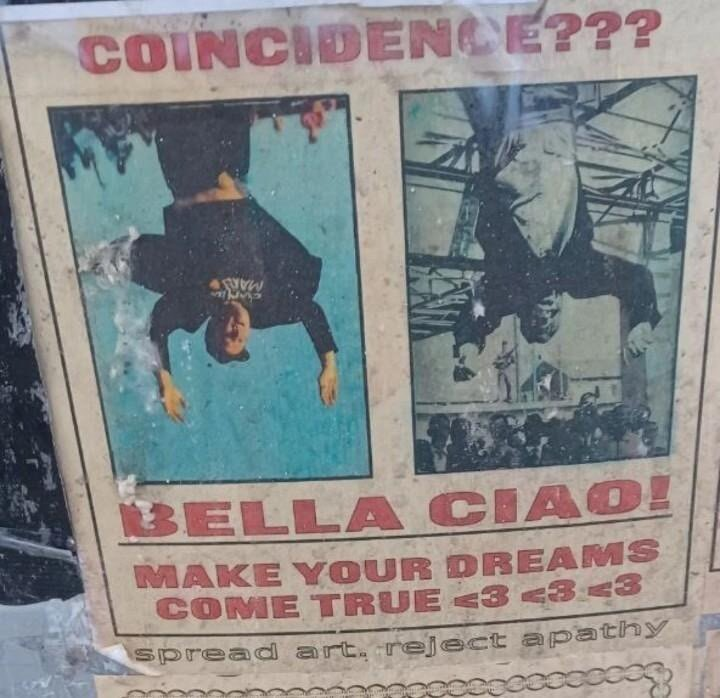 COINCIDENCE???
BELLA CIAO!
MAKE YOUR DREAMS
COME TRUE <3 <3 <3
spread art. reject apathy